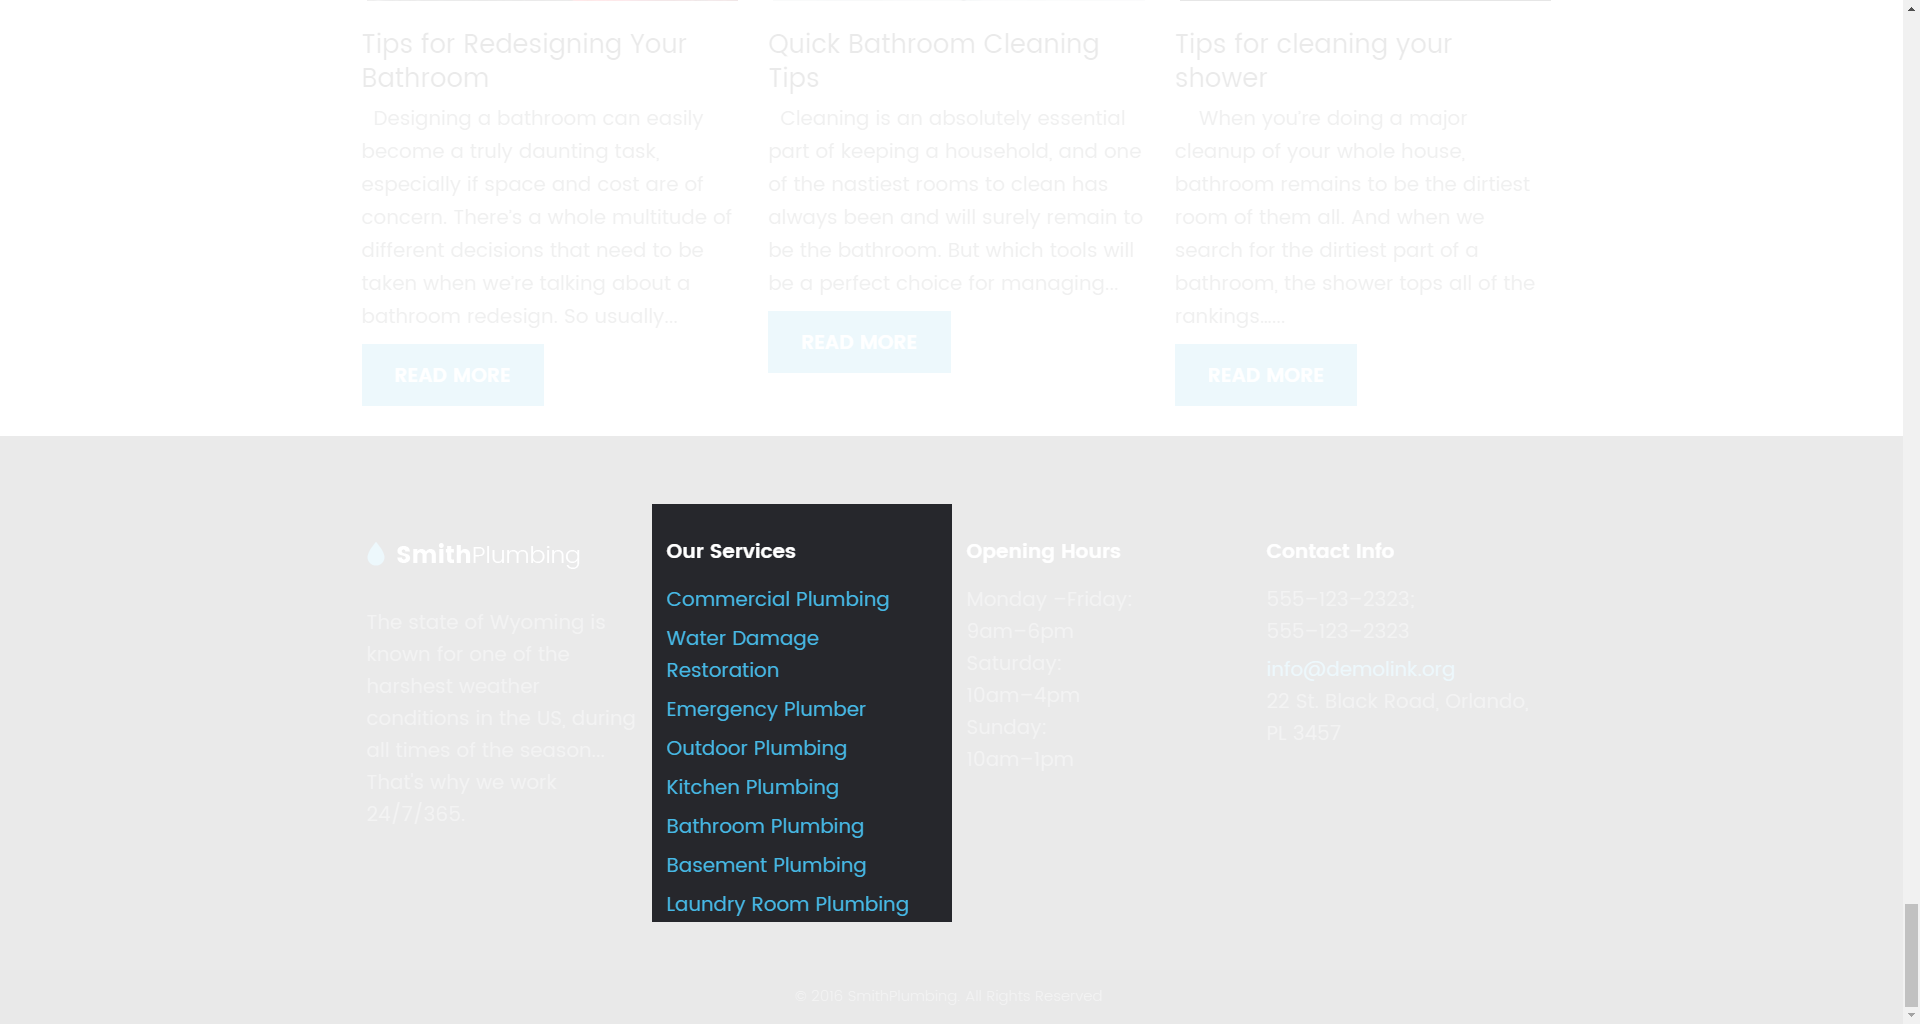 Tips for Redesigning Your
Bathroom
Designing a bathroom can easily
become a truly daunting task,
especially if space and cost are of
concern. There's a whole multitude of
different decisions that need to be
taken when we're talking about a
bathroom redesign. So usually...
READ MORE
Quick Bathroom Cleaning
Tips
Cleaning is an absolutely essential
part of keeping a household, and one
of the nastiest rooms to clean has
always been and will surely remain to
be the bathroom. But which tools will
be a perfect choice for managing...
READ MORE
Tips for cleaning your
shower
When you're doing a major
cleanup of your whole house,
bathroom remains to be the dirtiest
room of them all. And when we
search for the dirtiest part of a
bathroom, the shower tops all of the
rankings......
READ MORE
SmithPlumbing
The state of Wyoming is
known for one of the
harshest weather
conditions in the US, during
all times of the season...
That's why we work
24/7/365.
Our Services
Commercial Plumbing
Water Damage
Restoration
Emergency Plumber
Outdoor Plumbing
Kitchen Plumbing
Bathroom Plumbing
Basement Plumbing
Laundry Room Plumbing
Opening Hours
Monday –Friday:
9am–6pm
Saturday:
10am–4pm
Sunday:
10am–1pm
Contact Info
555–123–2323;
555–123–2323
info@demolink.org
22 St. Black Road, Orlando,
PL 3457
© 2016 SmithPlumbing. All Rights Reserved